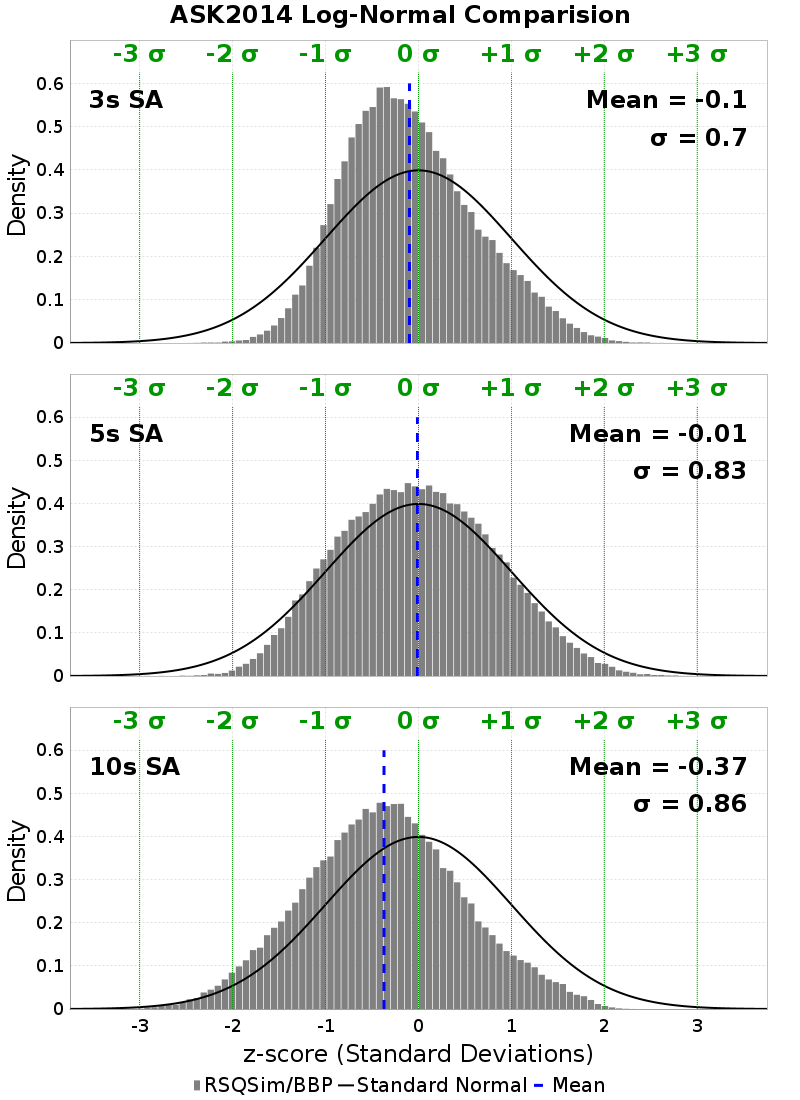 ASK2014 Log-Normal Comparision
-3 σ -2 σ -1 σ 0 σ +1 σ +2 σ +3 σ
0.6
3s SA Mean = -0.1
0.5
σ = 0.7
0.4
0.3
0.2
0.1
0
Density
-3 σ -2 σ -1 σ 0 σ +1 σ +2 σ +3 σ
0.6
5s SA Mean = -0.01
0.5
σ = 0.83
0.4
0.3
0.2
0.1
0
Density
-3 σ -2 σ -1 σ 0 σ +1 σ +2 σ +3 σ
0.6
10s SA Mean = -0.37
0.5
σ = 0.86
0.4
0.3
0.2
0.1
0
Density
-3 -2 -1 0 1 2 3
z-score (Standard Deviations)
RSQSim/BBP Standard Normal Mean